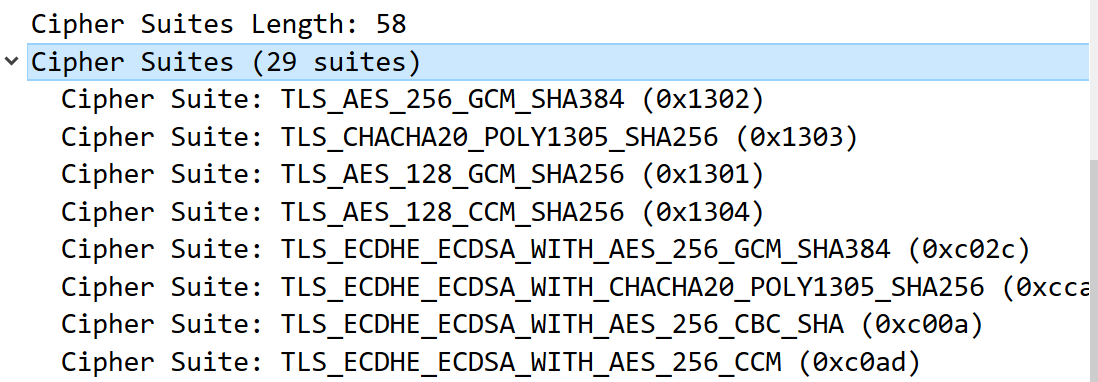 Cipher Suites Length: 58
Cipher Suites (29 suites)
Cipher Suite: TLS_AES_256_GCM_SHA384 (0x1302)
Cipher Suite: TLS_CHACHA20_POLY1305_SHA256 (0x1303)
Cipher Suite: TLS_AES_128_GCM_SHA256 (0x1301)
Cipher Suite: TLS_AES_128_CCM_SHA256 (0x1304)
Cipher Suite: TLS_ECDHE_ECDSA_WITH_AES_256_GCM_SHA384 (0xc02c)
Cipher Suite: TLS_ECDHE_ECDSA_WITH_CHACHA20_POLY1305_SHA256 (0xcca
Cipher Suite: TLS_ECDHE_ECDSA_WITH_AES_256_CBC_SHA (0xc00a)
Cipher Suite: TLS_ECDHE_ECDSA_WITH_AES_256_CCM (0xc0ad)